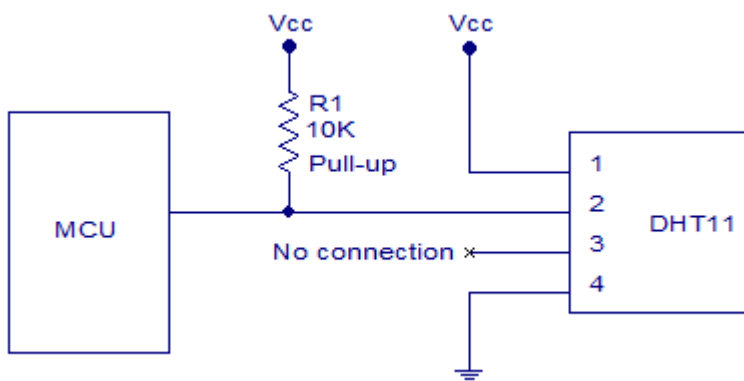 Vcc
Vcc
R1
10K
Pull-up
MCU
No connection
1
2
3
4
DHT11